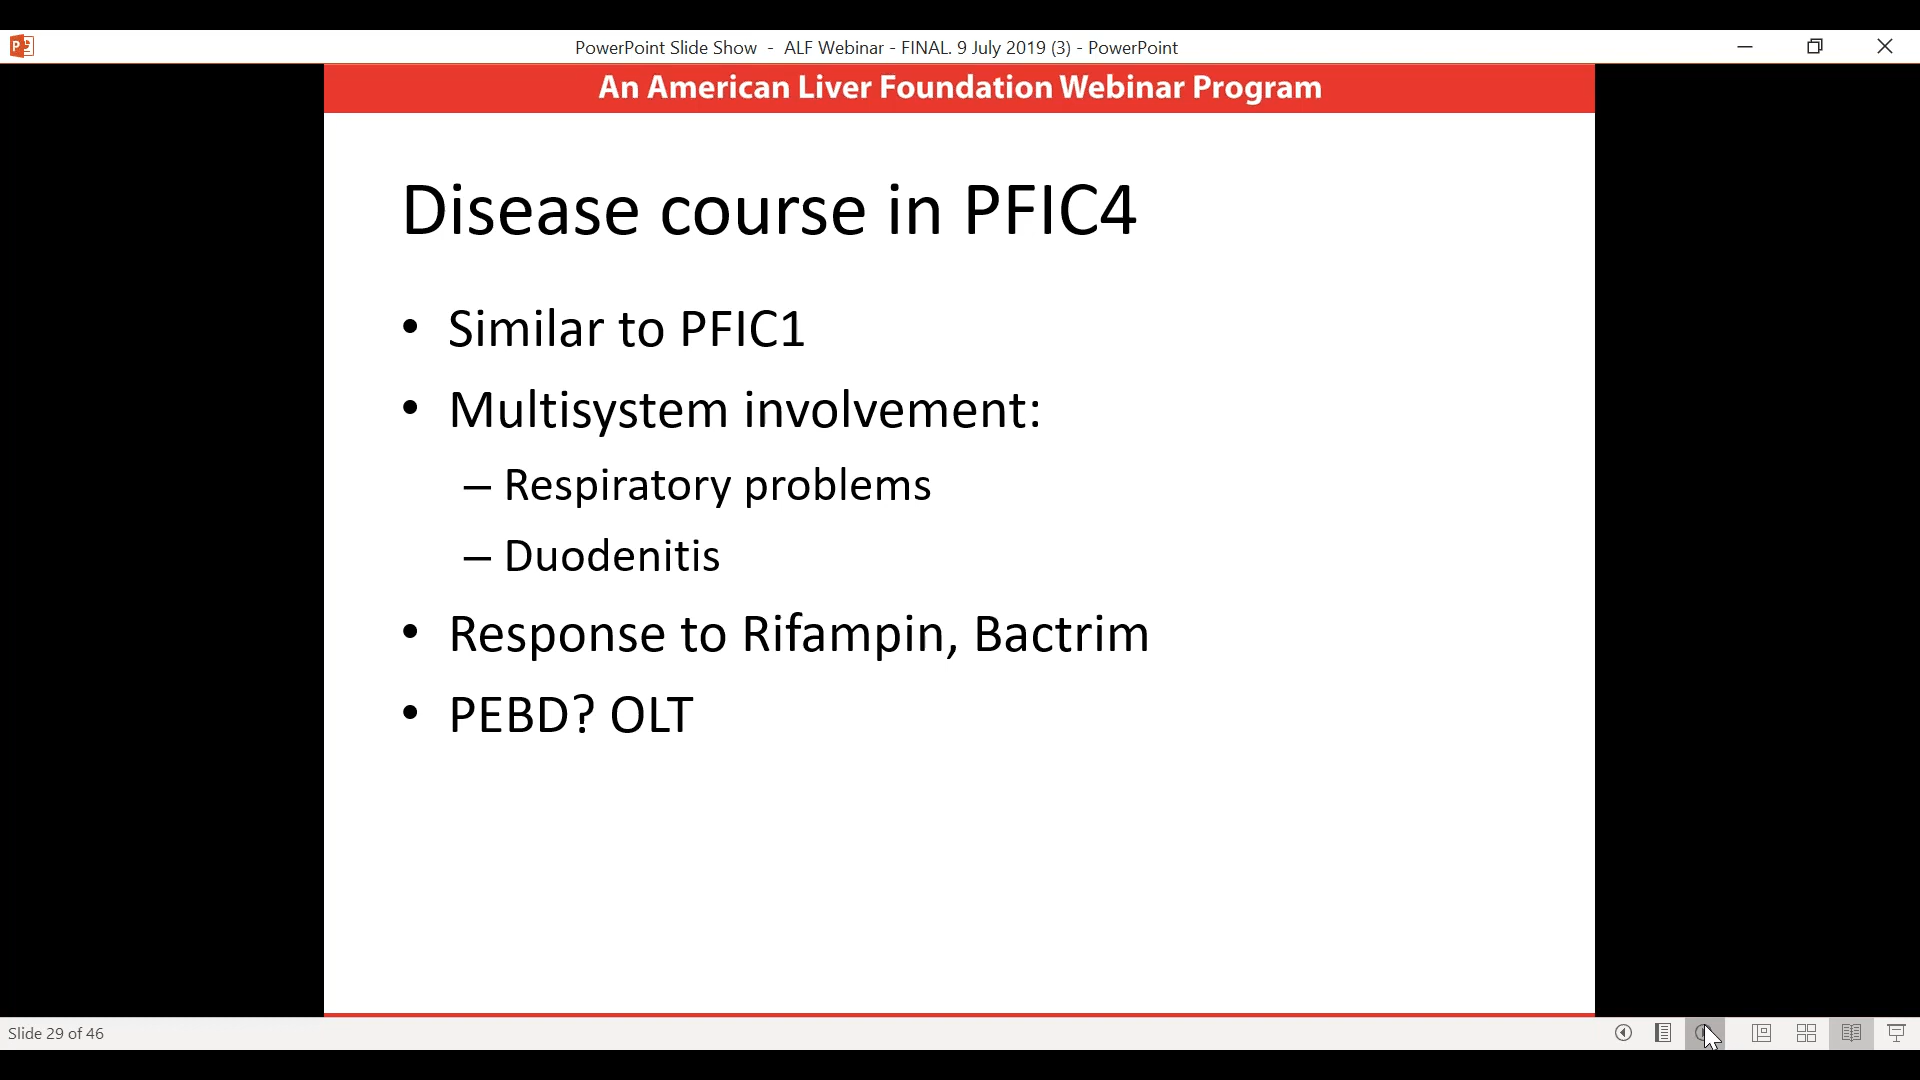 PowerPoint Slide Show - ALF Webinar - FINAL. 9 July 2019 (3) - PowerPoint
An American Liver Foundation Webinar Program
Disease course in PFIC4
• Similar to PFIC1
• Multisystem involvement:
– Respiratory problems
– Duodenitis
• Response to Rifampin, Bactrim
• PEBD? OLT
Slide 29 of 46